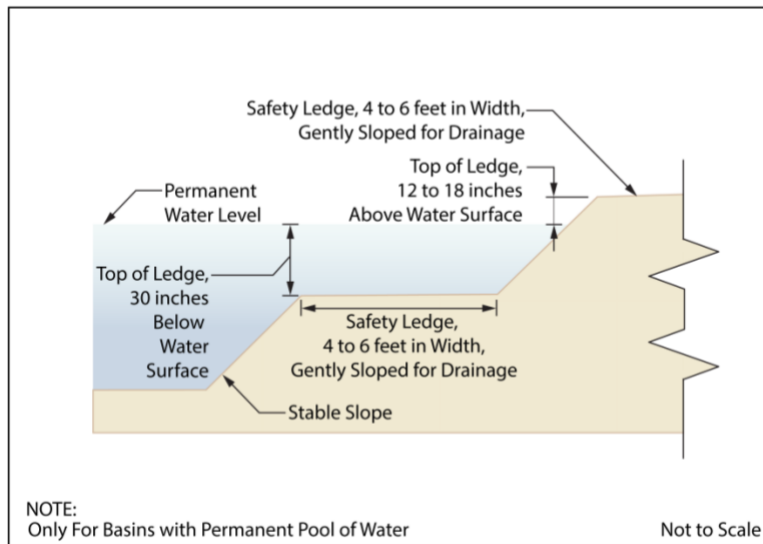 Safety Ledge, 4 to 6 feet in Width,
Gently Sloped for Drainage
Top of Ledge,
12 to 18 inches
Above Water Surface
Permanent
Water Level
Top of Ledge,
30 inches
Below
Water
Surface
Safety Ledge,
4 to 6 feet in Width,
Gently Sloped for Drainage
Stable Slope
NOTE:
Only For Basins with Permanent Pool of Water
Not to Scale